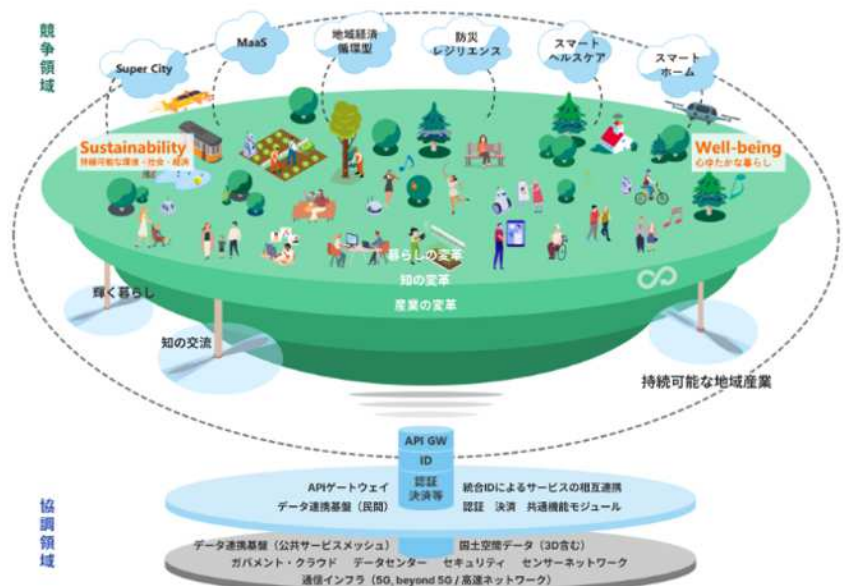 競争領域
Super City
MaaS
地域経済
循環型
防災
レジリエンス
スマート
ヘルスケア
スマート
ホーム
Sustainability
持続可能な環境・社会・経済
Well-being
心ゆたかな暮らし
暮らしの変革
知の変革
産業の変革
輝く暮らし
知の交流
持続可能な地域産業
API GW
ID
認証
決済等
協調領域
APIゲートウェイ
統合IDによるサービスの相互連携
データ連携基盤(民間)
認証 決済 共通機能モジュール
データ連携基盤(公共サービスメッシュ)
国土空間データ(3D含む)
ガバメント・クラウド データセンター セキュリティ センサーネットワーク
通信インフラ(5G, beyond 5G / 高速ネットワーク)